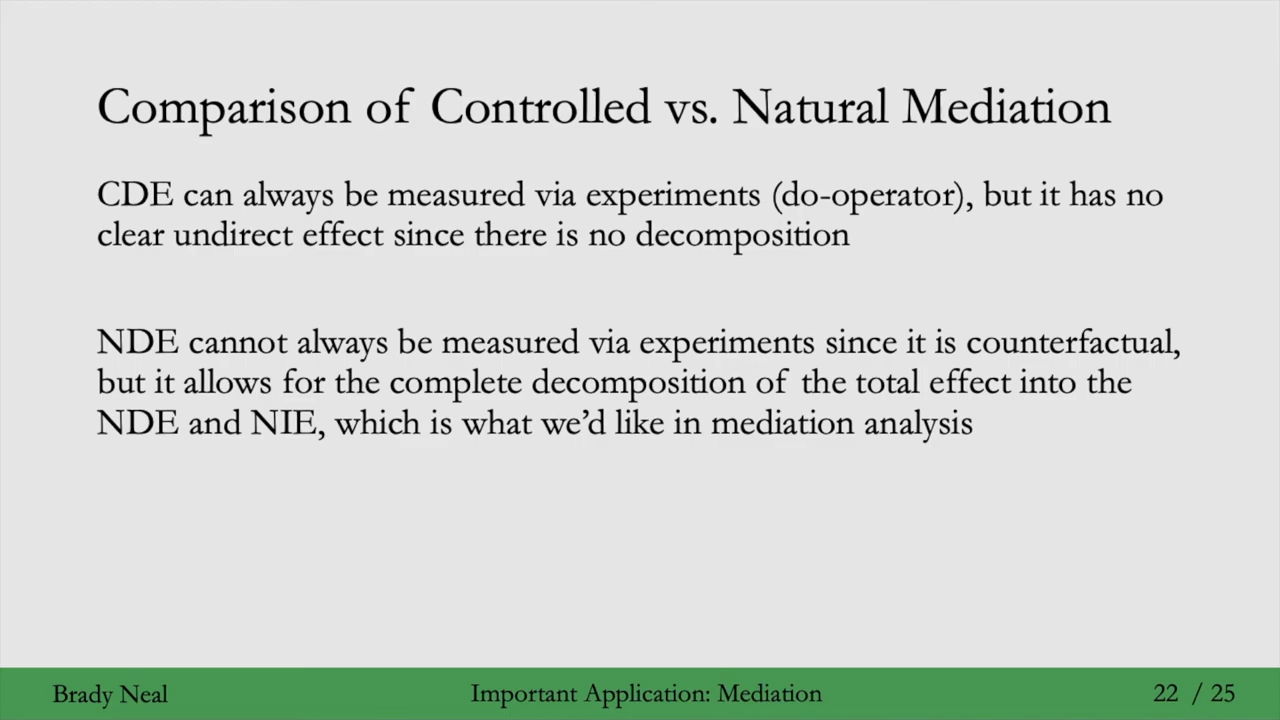 Comparison of Controlled vs. Natural Mediation
CDE can always be measured via experiments (do-operator), but it has no
clear undirect effect since there is no decomposition
NDE cannot always be measured via experiments since it is counterfactual,
but it allows for the complete decomposition of the total effect into the
NDE and NIE, which is what we’d like in mediation analysis
Brady Neal Important Application: Mediation 22 / 25